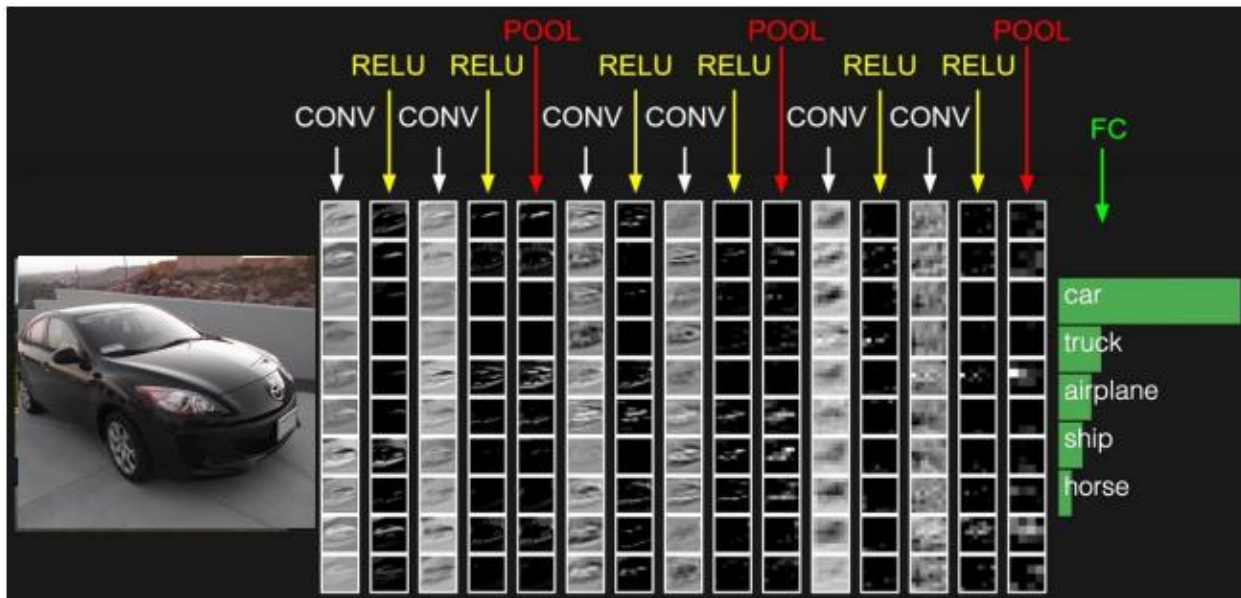 POOL POOL POOL
RELU RELU RELU RELU RELU RELU
CONV CONV CONV CONV CONV CONV
FC
car
truck
airplane
ship
horse